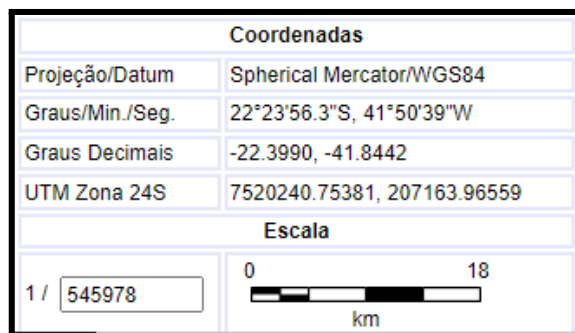 Coordenadas
Projeção/Datum Spherical Mercator/WGS84
Graus/Min./Seg. 22°23'56.3"S, 41°50'39"W
Graus Decimais -22.3990, -41.8442
UTM Zona 24S 7520240.75381, 207163.96559
Escala
0 18
1 / 545978
km